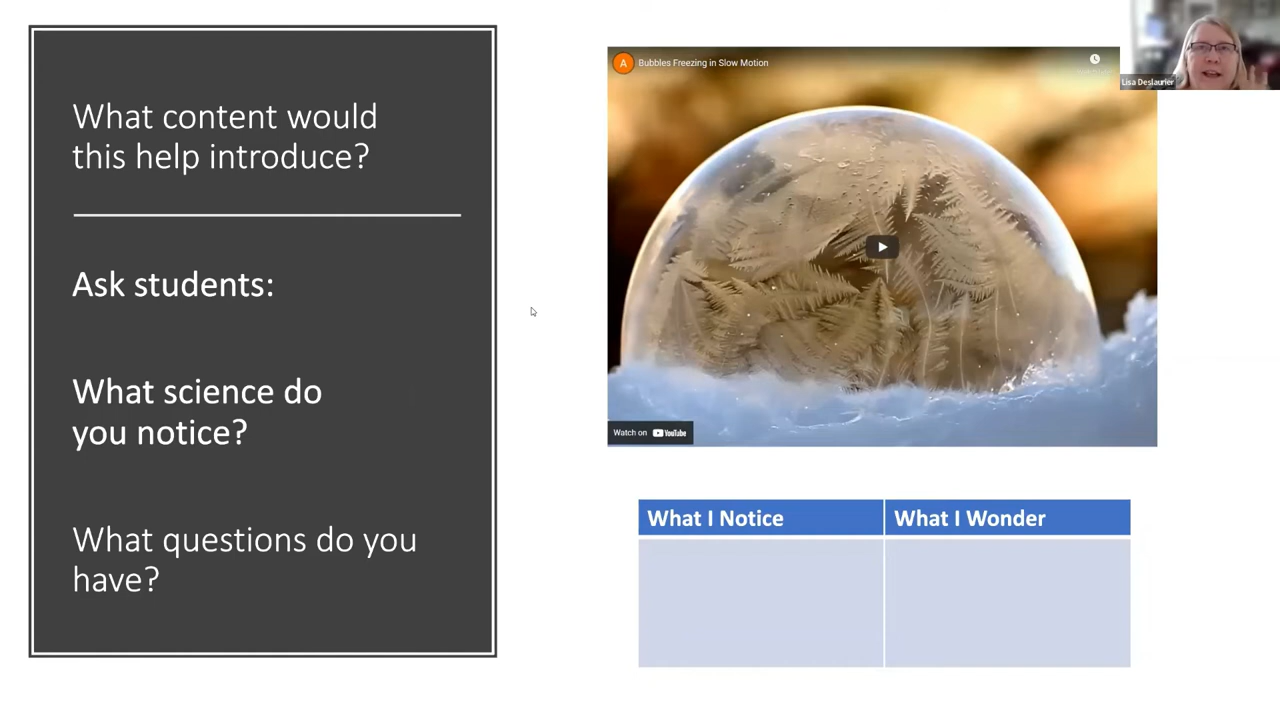 What content would
this help introduce?
Ask students:
What science do
you notice?
What questions do you
have?
A
Bubbles Freezing in Slow Motion
Watch on YouTube
Lisa Deslaurier
What I Notice
What I Wonder